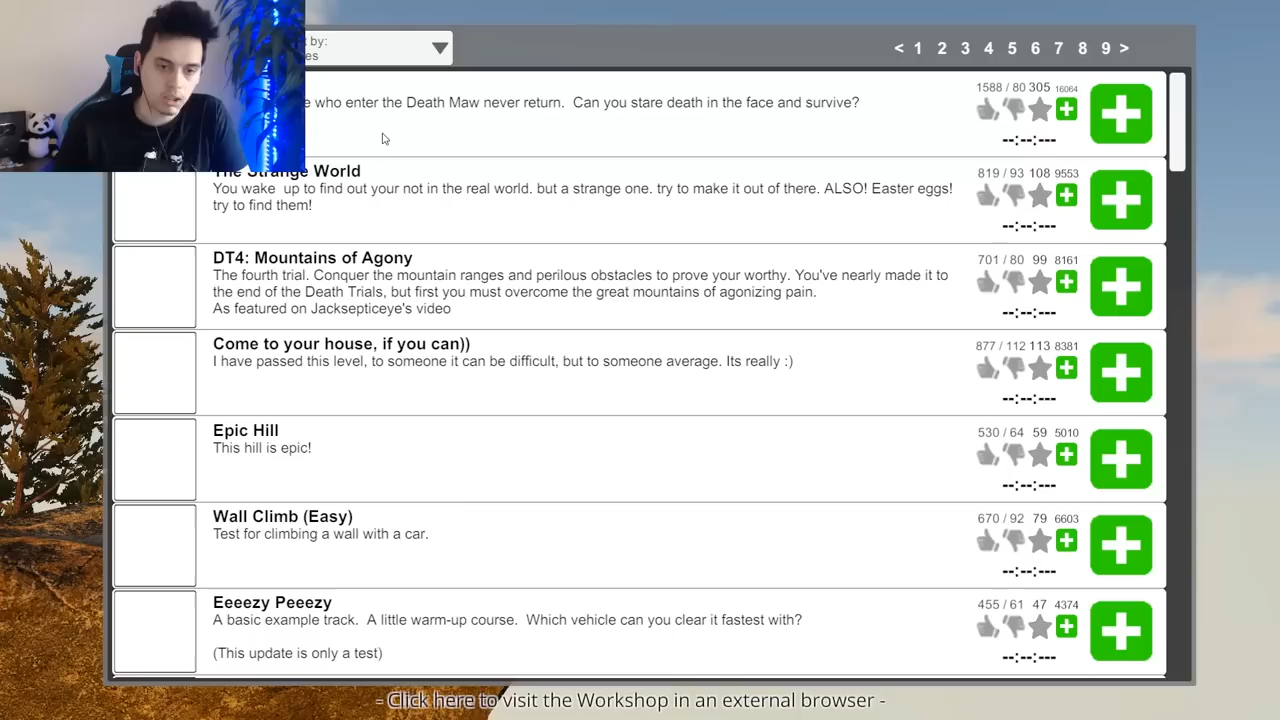 by:
es
< 1 2 3 4 5 6 7 8 9 >
who enter the Death Maw never return. Can you stare death in the face and survive?
1588 / 80 305 16064
--:--:---
The Strange World
You wake up to find out your not in the real world. but a strange one. try to make it out of there. ALSO! Easter eggs!
try to find them!
819 / 93 108 9553
--:--:---
DT4: Mountains of Agony
The fourth trial. Conquer the mountain ranges and perilous obstacles to prove your worthy. You've nearly made it to
the end of the Death Trials, but first you must overcome the great mountains of agonizing pain.
As featured on Jacksepticeye's video
701 / 80 99 8161
--:--:---
Come to your house, if you can))
I have passed this level, to someone it can be difficult, but to someone average. Its really :)
877 / 112 113 8381
--:--:---
Epic Hill
This hill is epic!
530 / 64 59 5010
--:--:---
Wall Climb (Easy)
Test for climbing a wall with a car.
670 / 92 79 6603
--:--:---
Eeeezy Peeezy
A basic example track. A little warm-up course. Which vehicle can you clear it fastest with?
(This update is only a test)
455 / 61 47 4374
--:--:---
- Click here to visit the Workshop in an external browser -